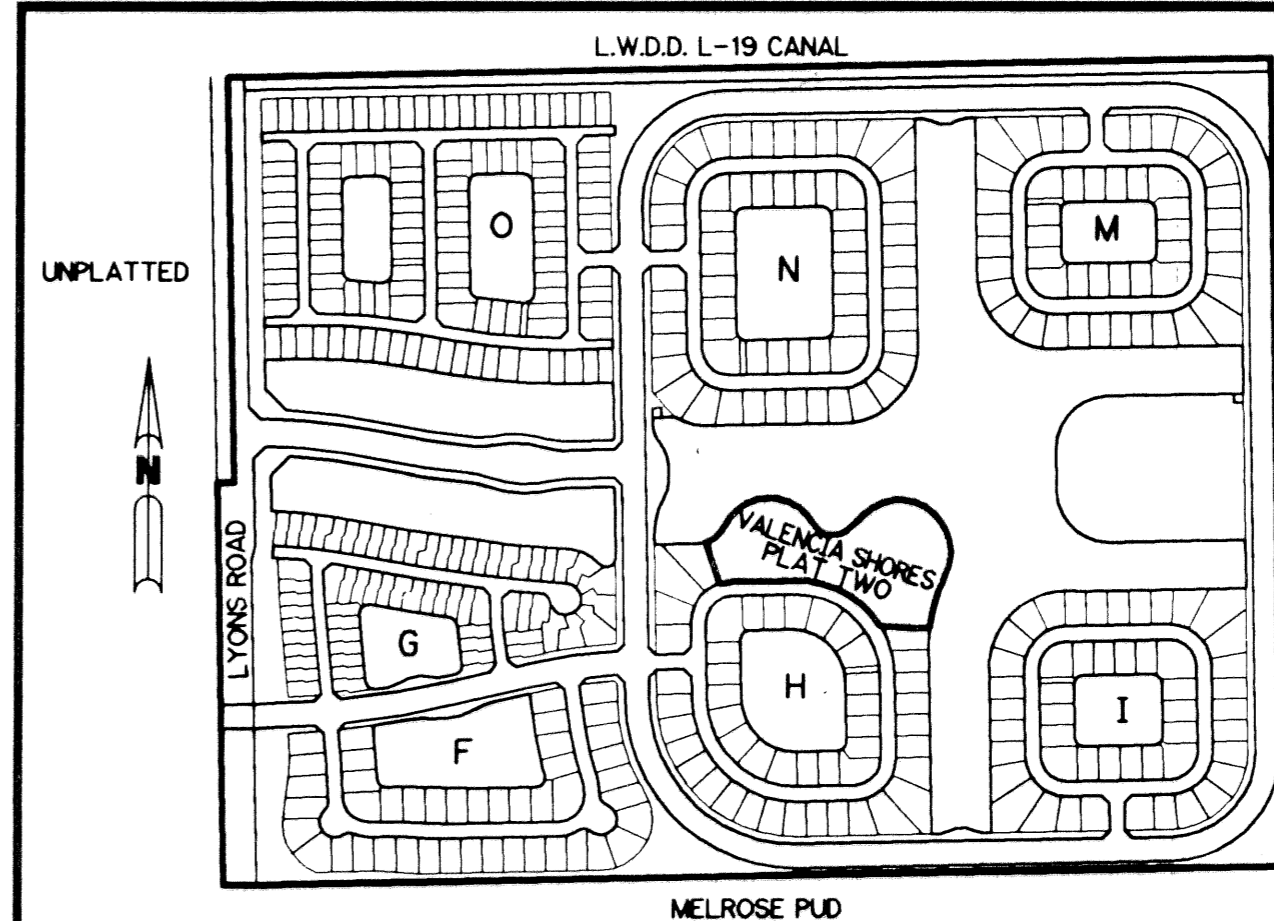 L.W.D.D. L-19 CANAL
UNPLATTED
N
LYONS ROAD
O
N
M
VALENCIA SHORES
PLAT TWO
G
F
H
I
MELROSE PUD